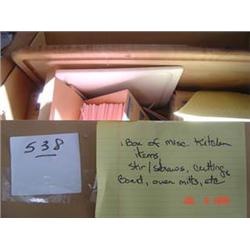 538
1 Box of misc Kitchen
items,
Stir/straws, Cutting
Board, oven mitts, etc